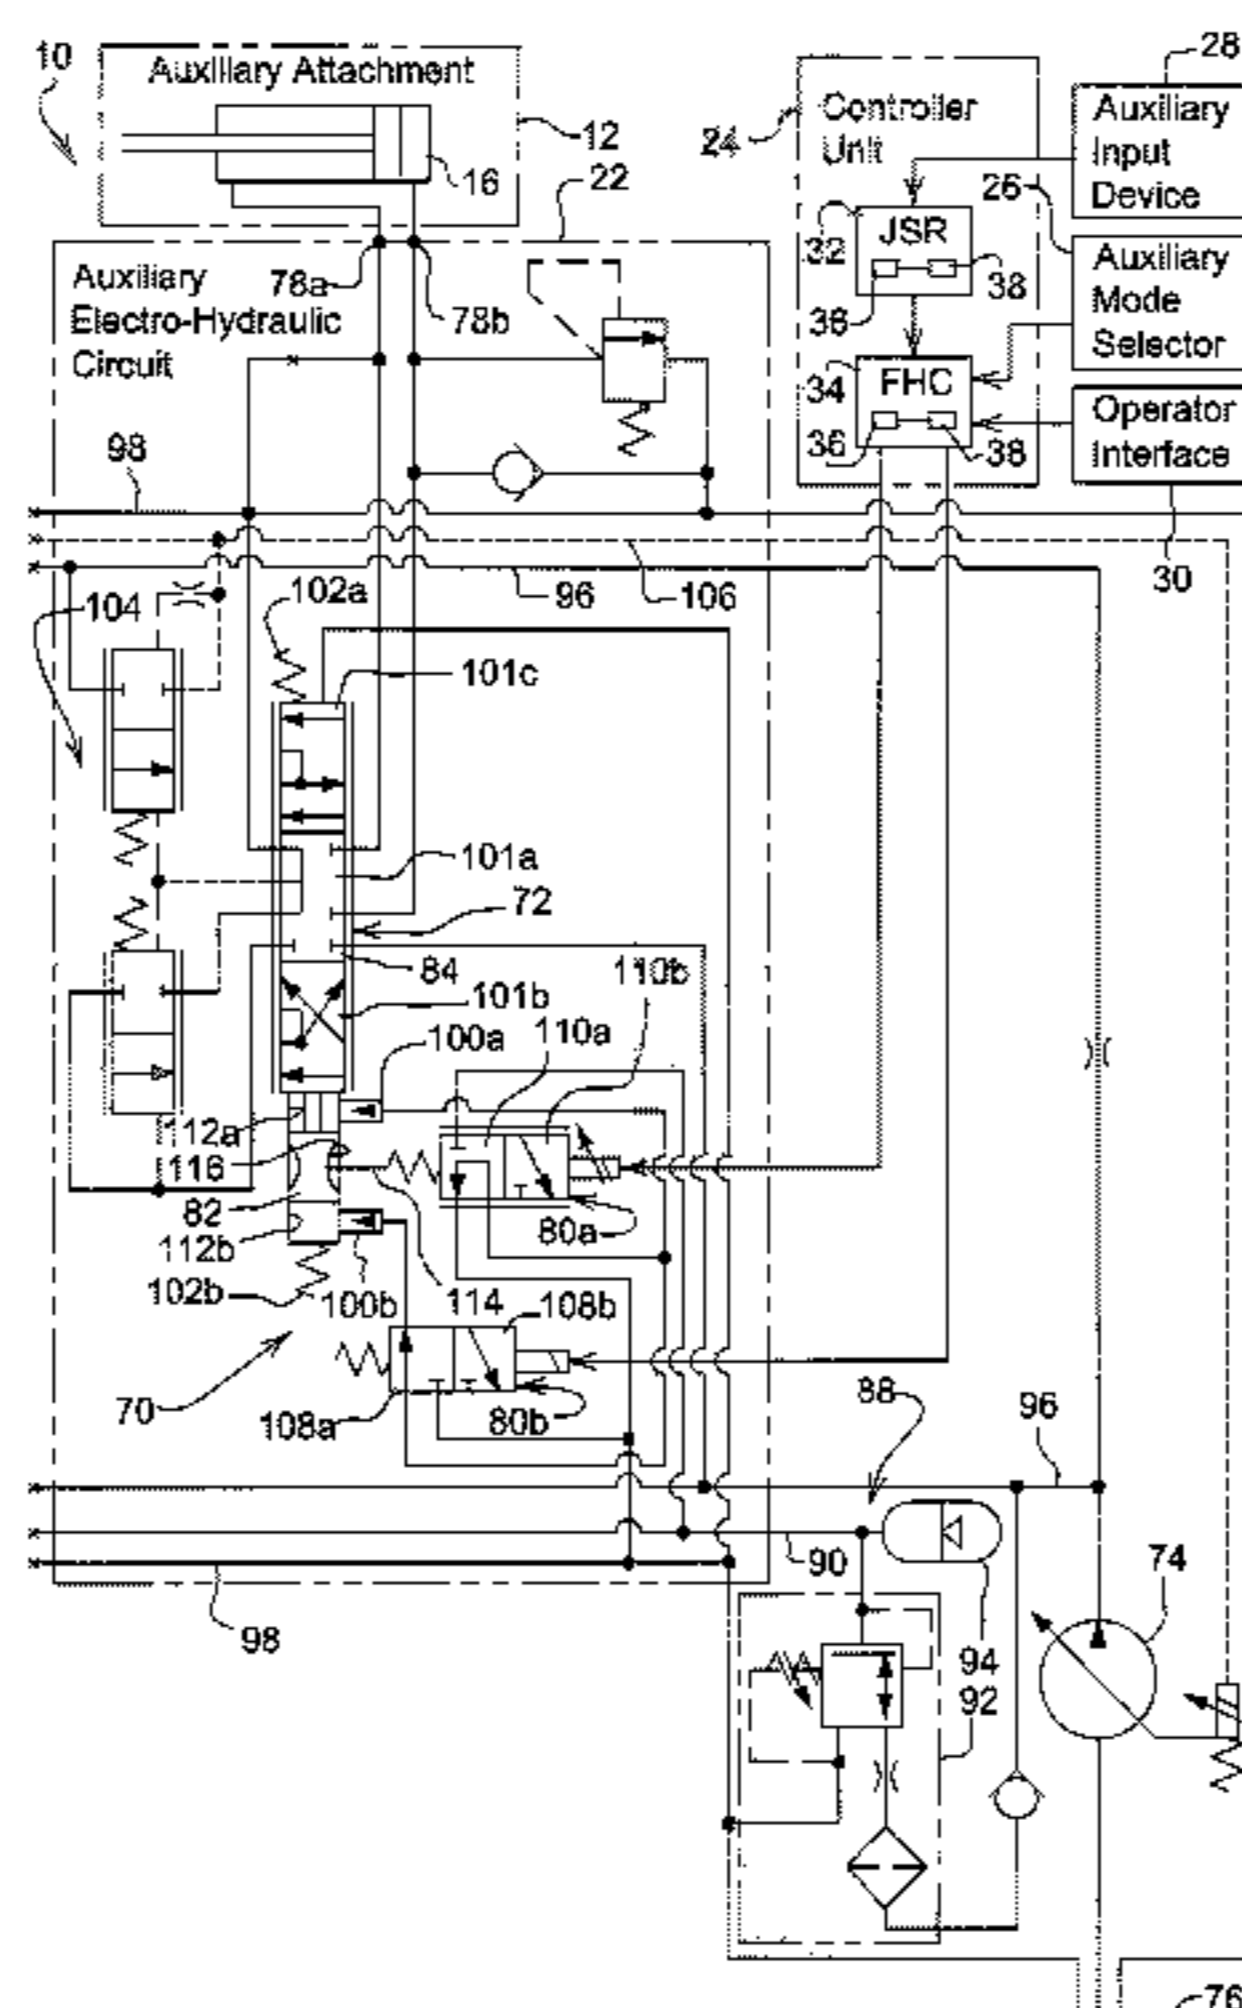 10
Auxiliary Attachment
12
16
22
24
Controller
Unit
28
Auxiliary
Input
Device
26
32
JSR
36
38
Auxiliary
Mode
Selector
34
FHC
36
38
Operator
Interface
30
Auxiliary
Electro-Hydraulic
Circuit
78a
78b
98
96
106
104
102a
101c
101a
72
84
101b
110b
110a
100a
112a
116
82
112b
80a
102b
100b
114
108b
70
108a
80b
88
96
90
98
94
92
74
76